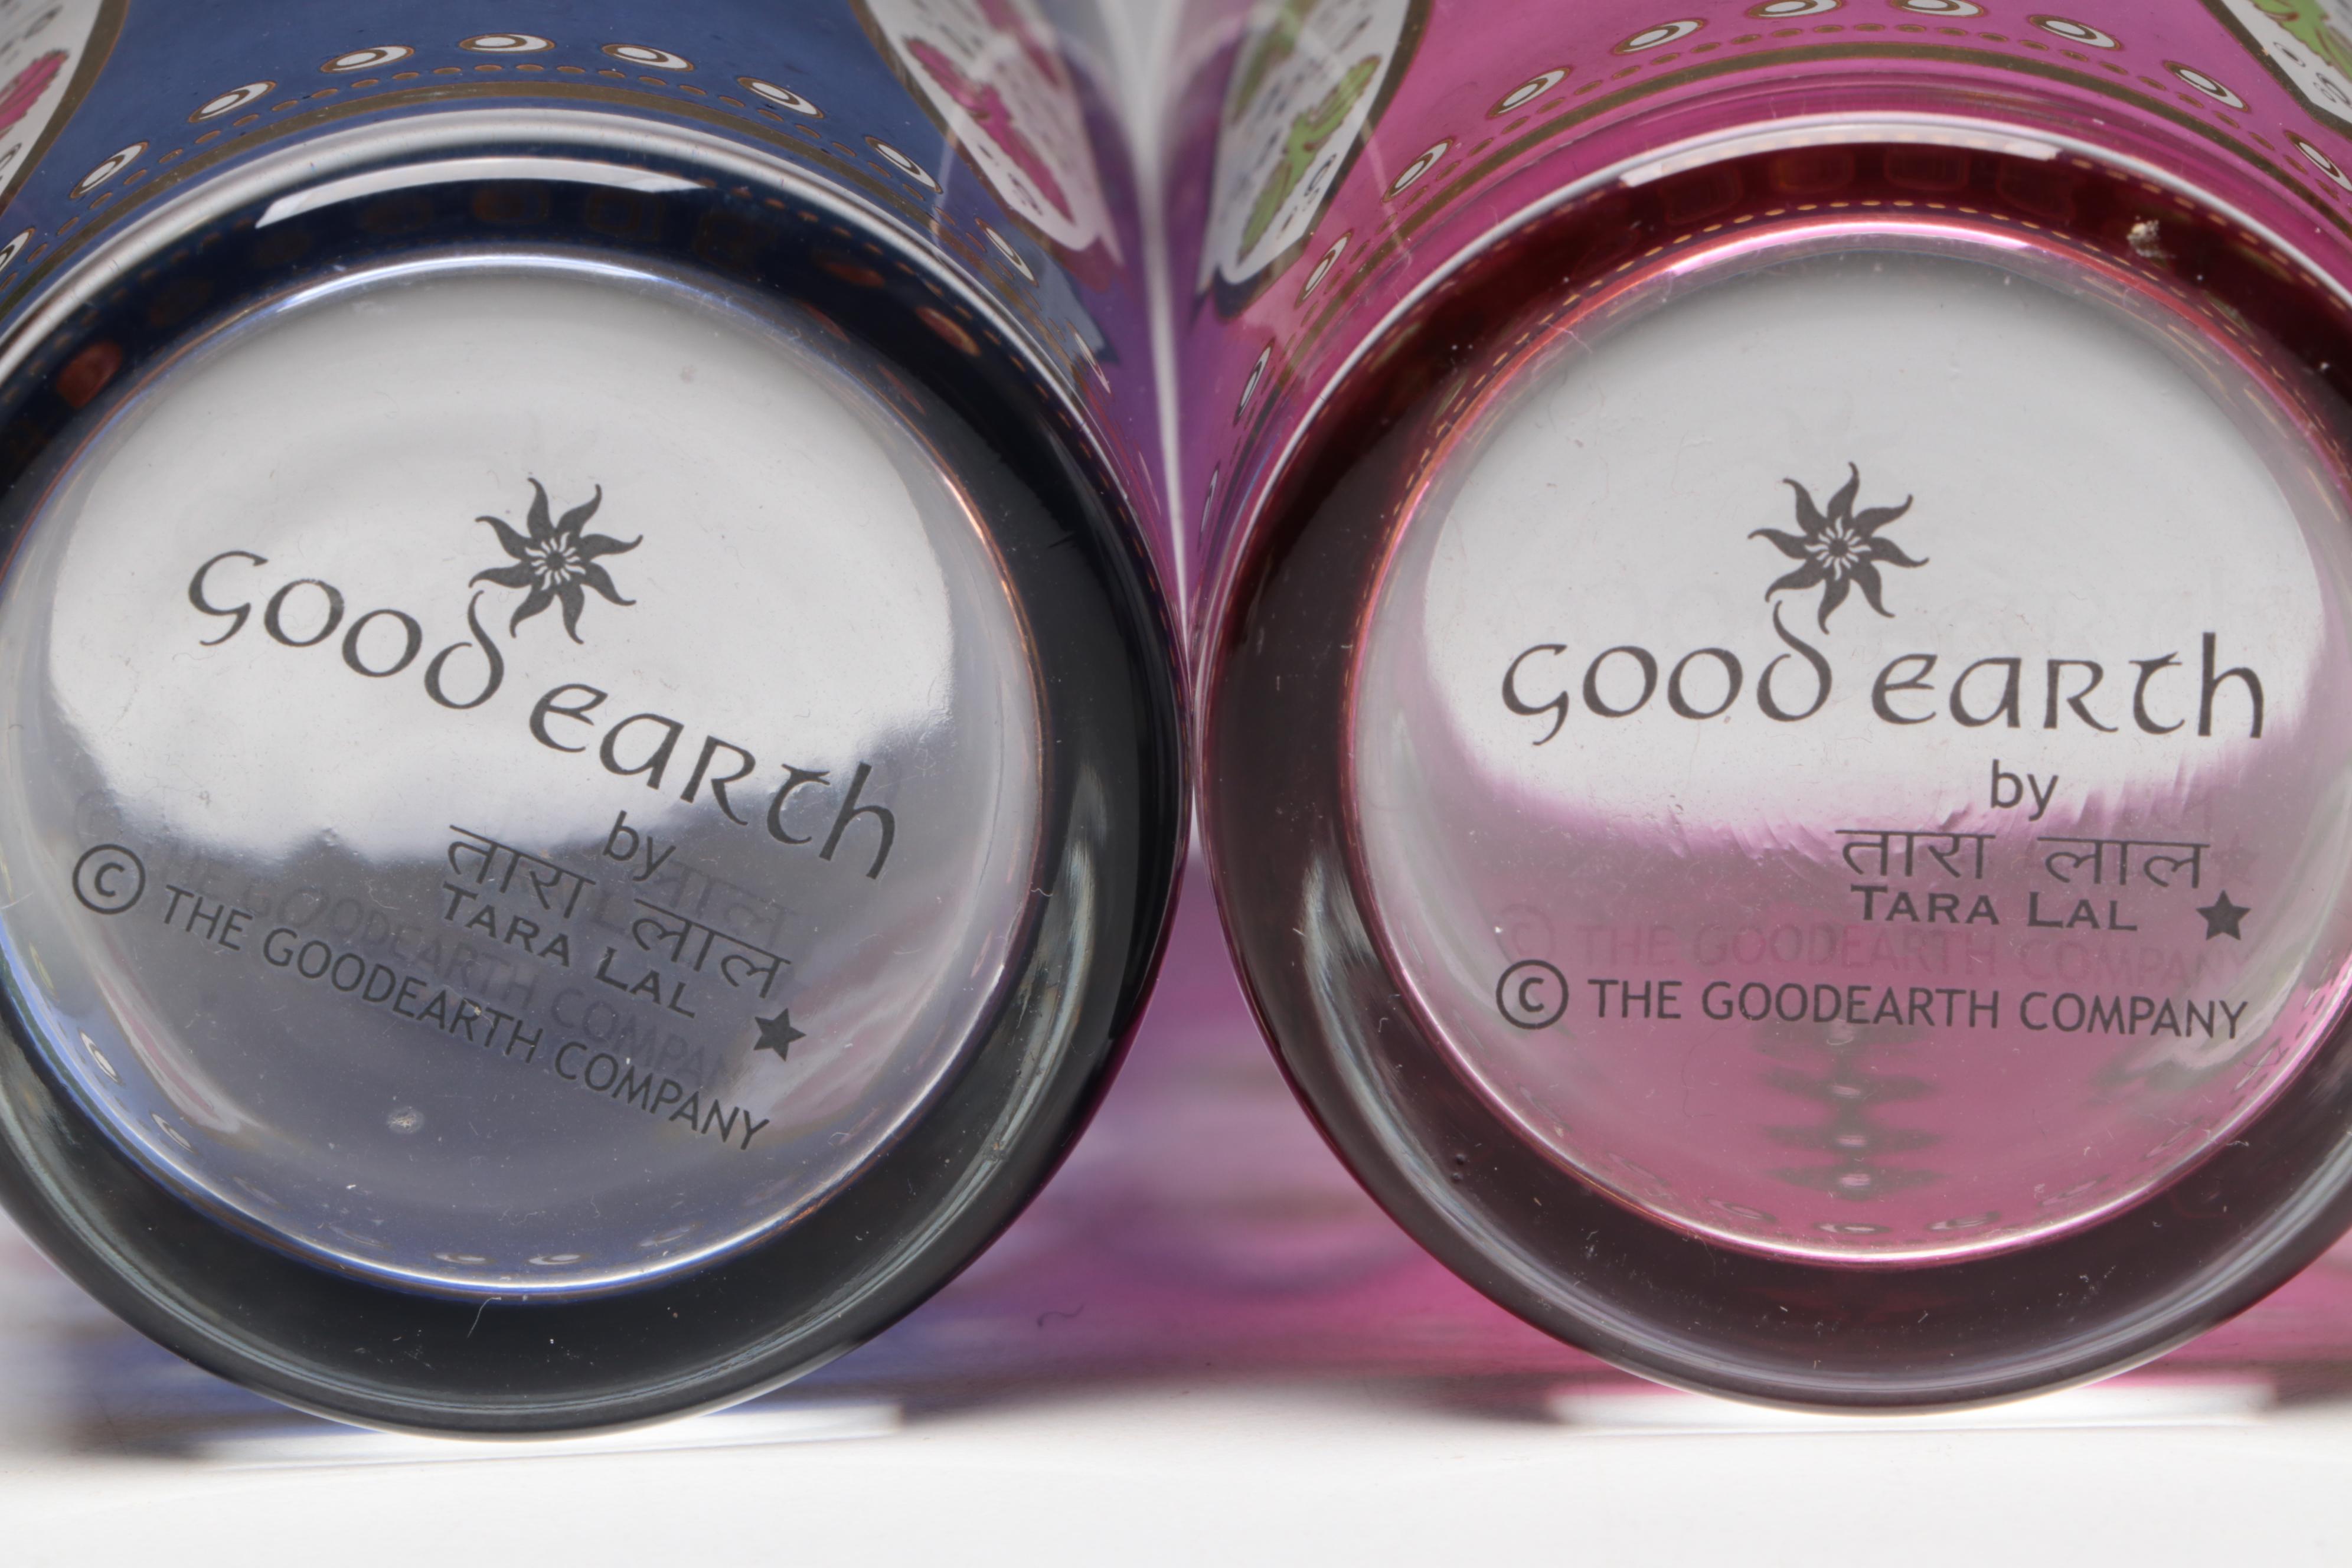 good earth
by
तारा लाल
TARA LAL
© THE GOODEARTH COMPANY
good earth
by
तारा लाल
TARA LAL
© THE GOODEARTH COMPANY